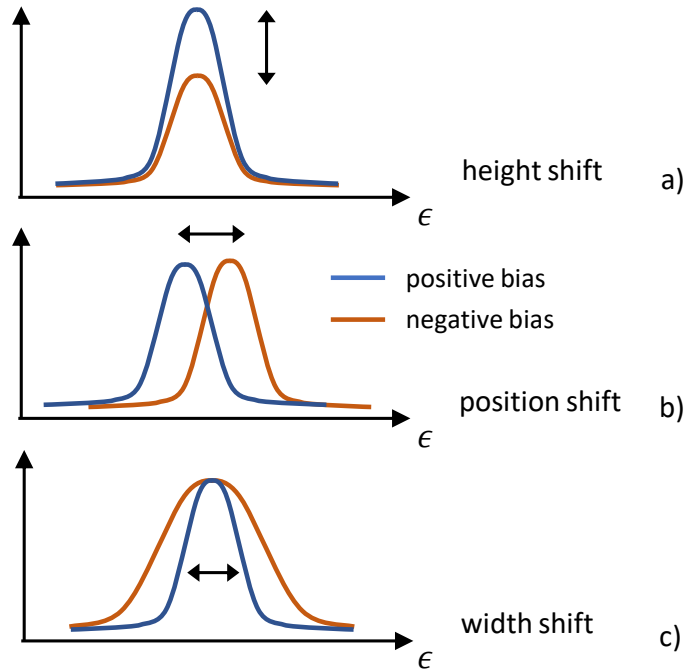 height shift a)
ϵ
positive bias
negative bias
position shift b)
ϵ
width shift c)
ϵ